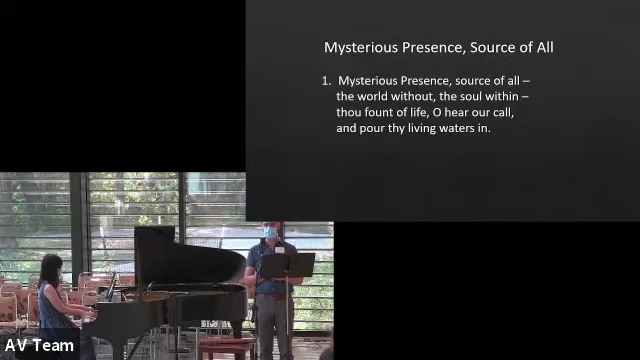 Mysterious Presence, Source of All
1. Mysterious Presence, source of all –
the world without, the soul within –
thou fount of life, O hear our call,
and pour thy living waters in.
AV Team